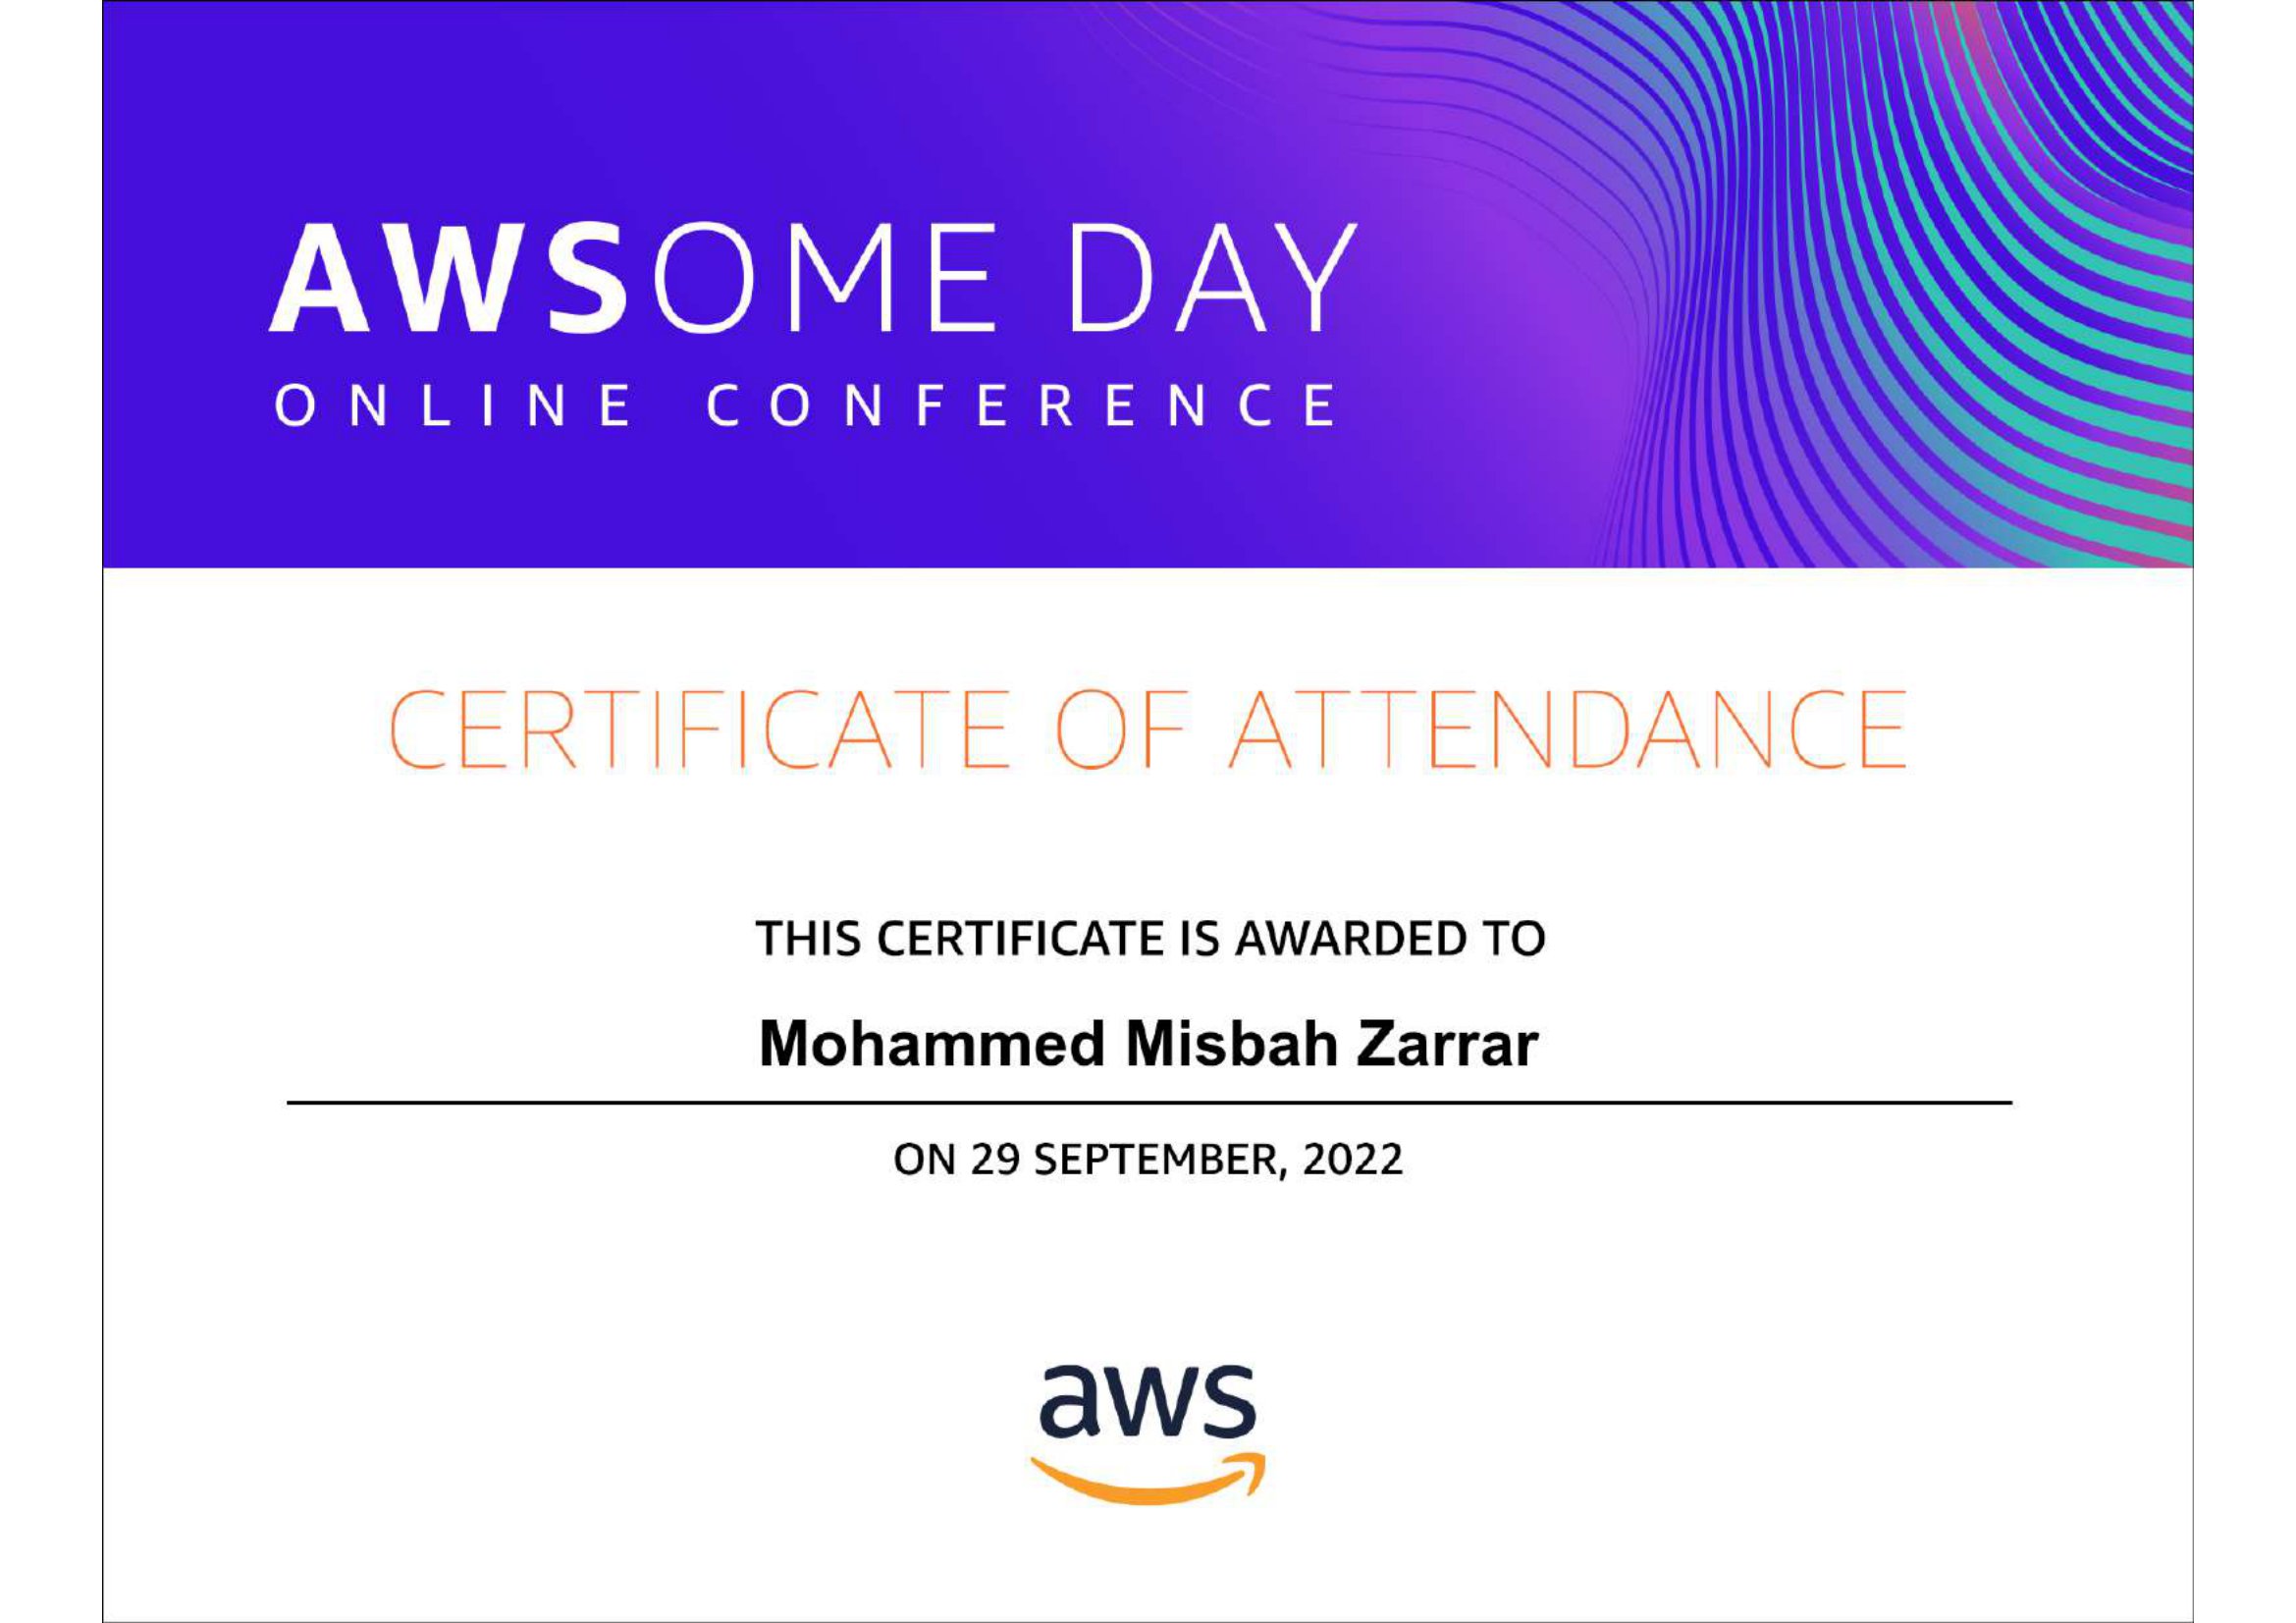 AWSOME DAY
ONLINE CONFERENCE
CERTIFICATE OF ATTENDANCE
THIS CERTIFICATE IS AWARDED TO
Mohammed Misbah Zarrar
ON 29 SEPTEMBER, 2022
aws